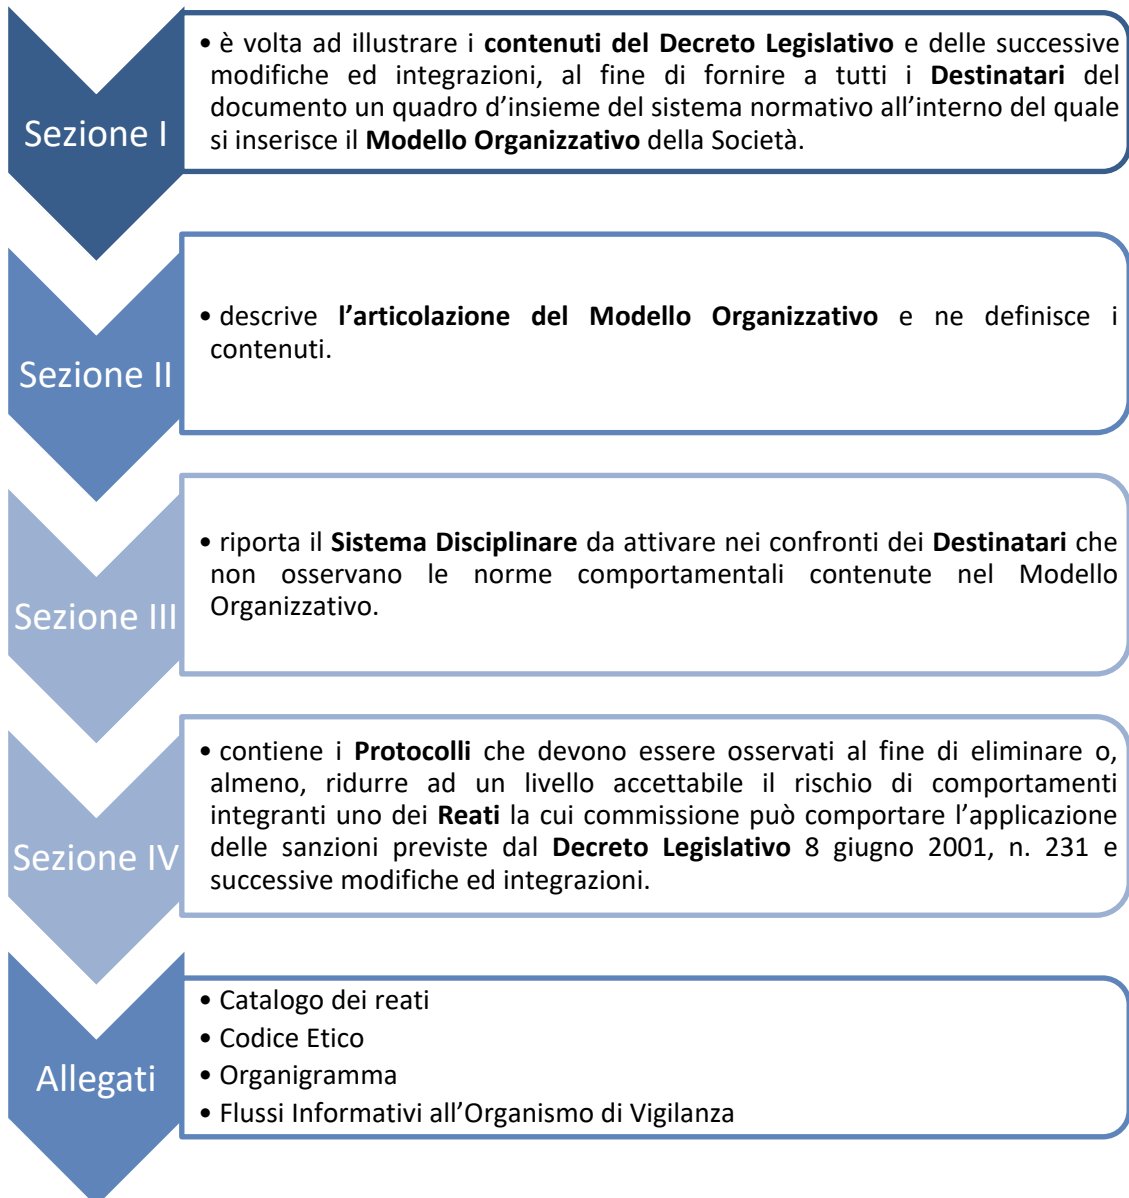 Sezione I
• è volta ad illustrare i contenuti del Decreto Legislativo e delle successive
modifiche ed integrazioni, al fine di fornire a tutti i Destinatari del
documento un quadro d’insieme del sistema normativo all’interno del quale
si inserisce il Modello Organizzativo della Società.
Sezione II
• descrive l’articolazione del Modello Organizzativo e ne definisce i
contenuti.
Sezione III
• riporta il Sistema Disciplinare da attivare nei confronti dei Destinatari che
non osservano le norme comportamentali contenute nel Modello
Organizzativo.
Sezione IV
• contiene i Protocolli che devono essere osservati al fine di eliminare o,
almeno, ridurre ad un livello accettabile il rischio di comportamenti
integranti uno dei Reati la cui commissione può comportare l’applicazione
delle sanzioni previste dal Decreto Legislativo 8 giugno 2001, n. 231 e
successive modifiche ed integrazioni.
Allegati
• Catalogo dei reati
• Codice Etico
• Organigramma
• Flussi Informativi all’Organismo di Vigilanza